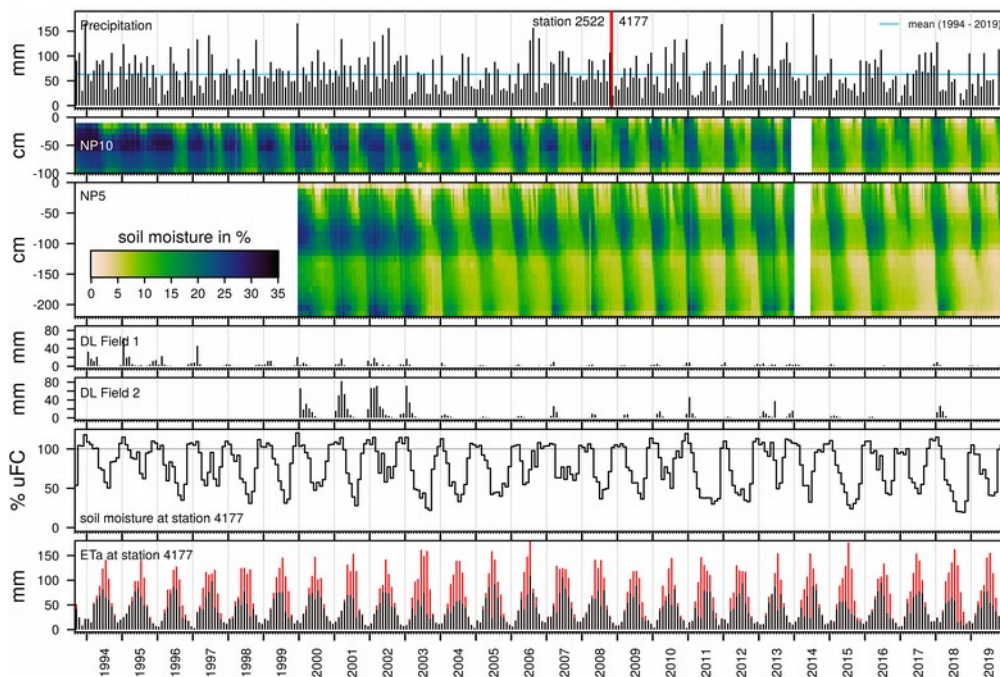 Precipitation
station 2522
4177
mean (1994 - 2019)
150
100
50
0
mm
0
-50
-100
cm
NP10
NP5
0
-50
-100
-150
-200
cm
soil moisture in %
0 5 10 15 20 25 30 35
DL Field 1
80
40
0
mm
DL Field 2
80
40
0
mm
100
50
0
% uFC
soil moisture at station 4177
ETa at station 4177
150
100
50
0
mm
1994 1995 1996 1997 1998 1999 2000 2001 2002 2003 2004 2005 2006 2007 2008 2009 2010 2011 2012 2013 2014 2015 2016 2017 2018 2019